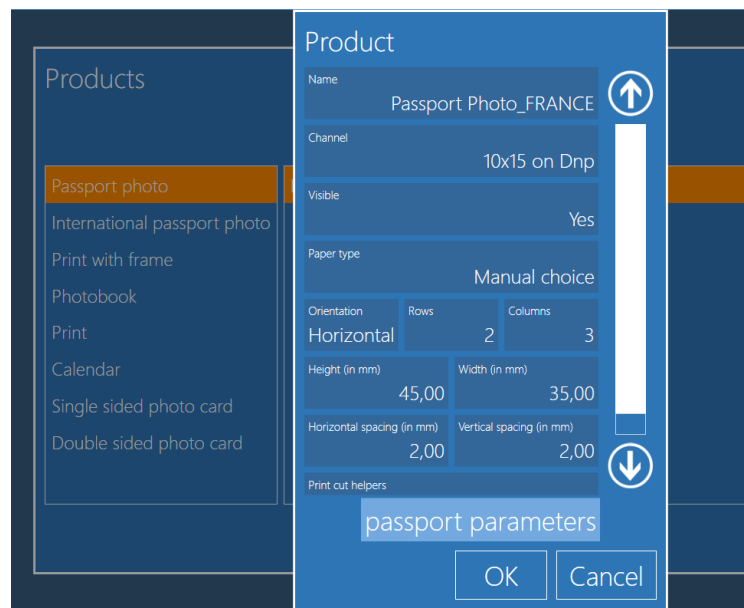 Products
Passport photo
International passport photo
Print with frame
Photobook
Print
Calendar
Single sided photo card
Double sided photo card
Product
Name
Passpor Photo_FRANCE
Channel
10x15 on Dnp
Visible
Yes
Paper type
Manual choice
Orientation
Horizontal
Rows
2
Columns
3
Height (in mm)
45,00
Width (in mm)
35,00
Horizontal spacing (in mm)
2,00
Vertical spacing (in mm)
2,00
Print cut helpers
passport parameters
OK
Cancel